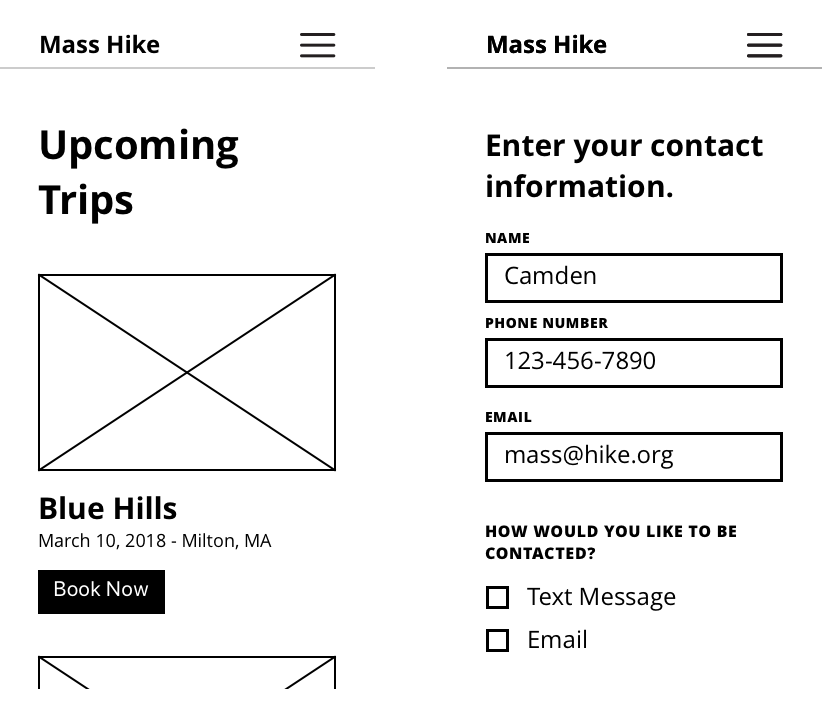 Mass Hike
Upcoming
Trips
Blue Hills
March 10, 2018 - Milton, MA
Book Now
Mass Hike
Enter your contact
information.
NAME
Camden
PHONE NUMBER
123-456-7890
EMAIL
mass@hike.org
HOW WOULD YOU LIKE TO BE
CONTACTED?
Text Message
Email